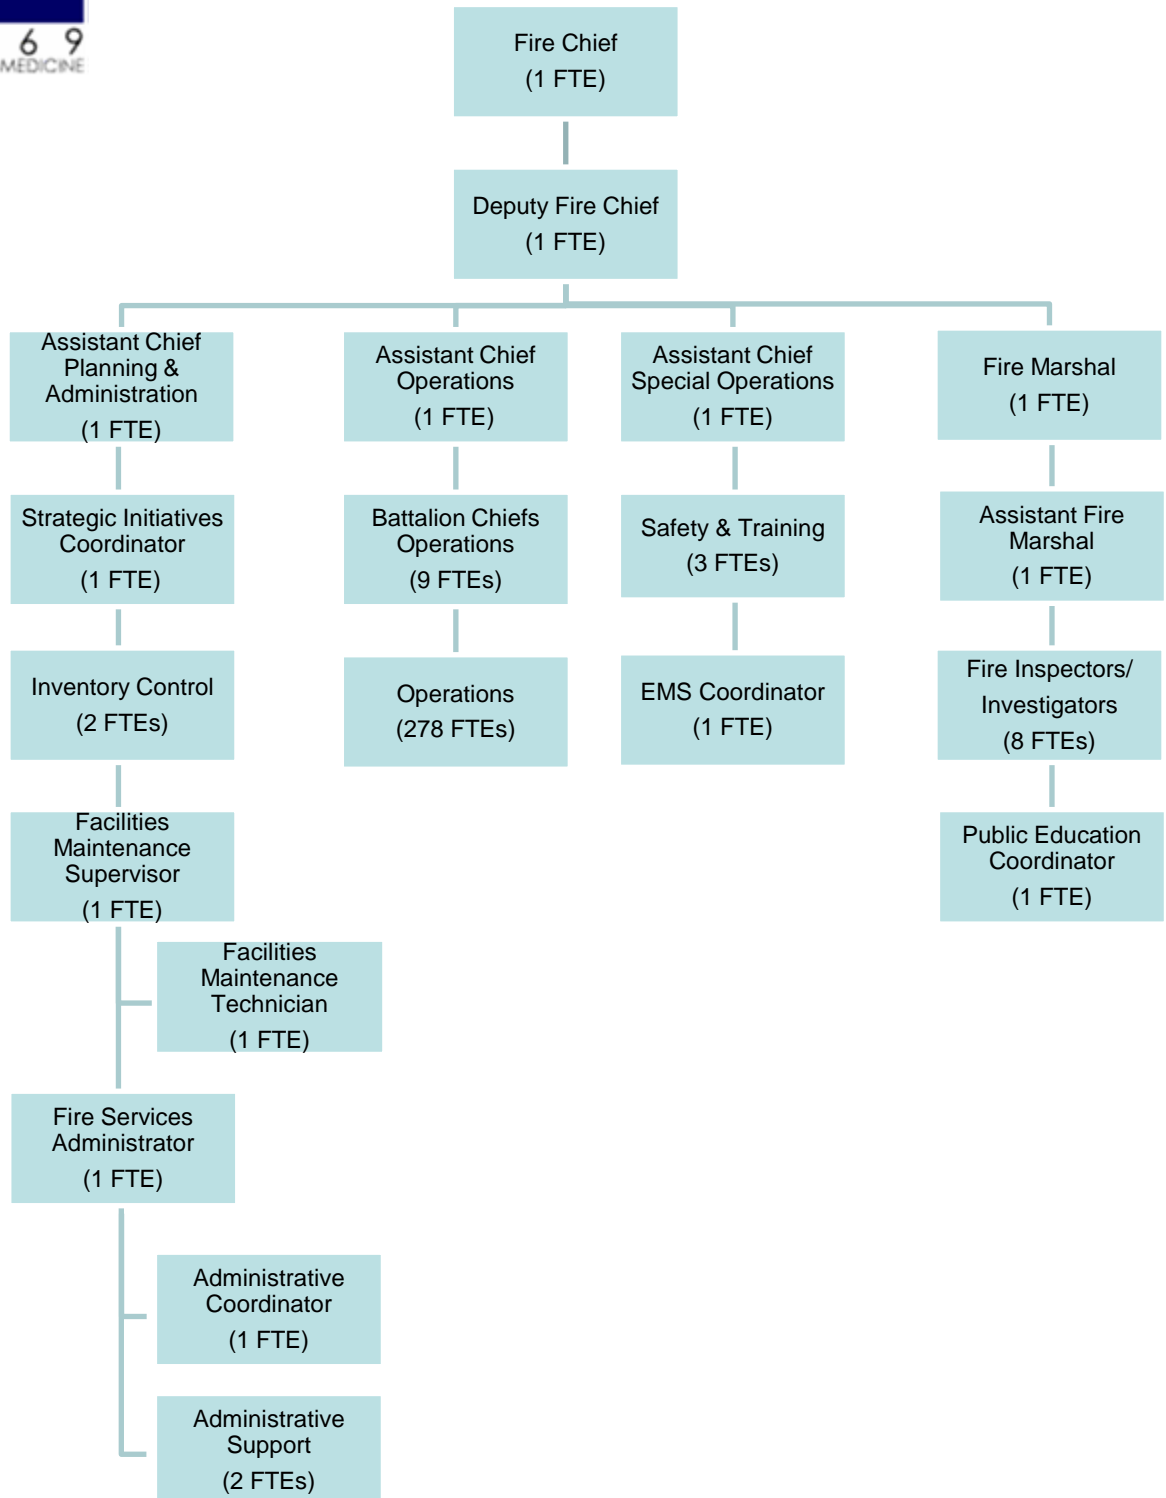 6 9
MEDICINE
Fire Chief
(1 FTE)
Deputy Fire Chief
(1 FTE)
Assistant Chief
Planning &
Administration
(1 FTE)
Assistant Chief
Operations
(1 FTE)
Assistant Chief
Special Operations
(1 FTE)
Fire Marshal
(1 FTE)
Strategic Initiatives
Coordinator
(1 FTE)
Battalion Chiefs
Operations
(9 FTEs)
Safety & Training
(3 FTEs)
Assistant Fire
Marshal
(1 FTE)
Inventory Control
(2 FTEs)
Operations
(278 FTEs)
EMS Coordinator
(1 FTE)
Fire Inspectors/
Investigators
(8 FTEs)
Facilities
Maintenance
Supervisor
(1 FTE)
Public Education
Coordinator
(1 FTE)
Facilities
Maintenance
Technician
(1 FTE)
Fire Services
Administrator
(1 FTE)
Administrative
Coordinator
(1 FTE)
Administrative
Support
(2 FTEs)